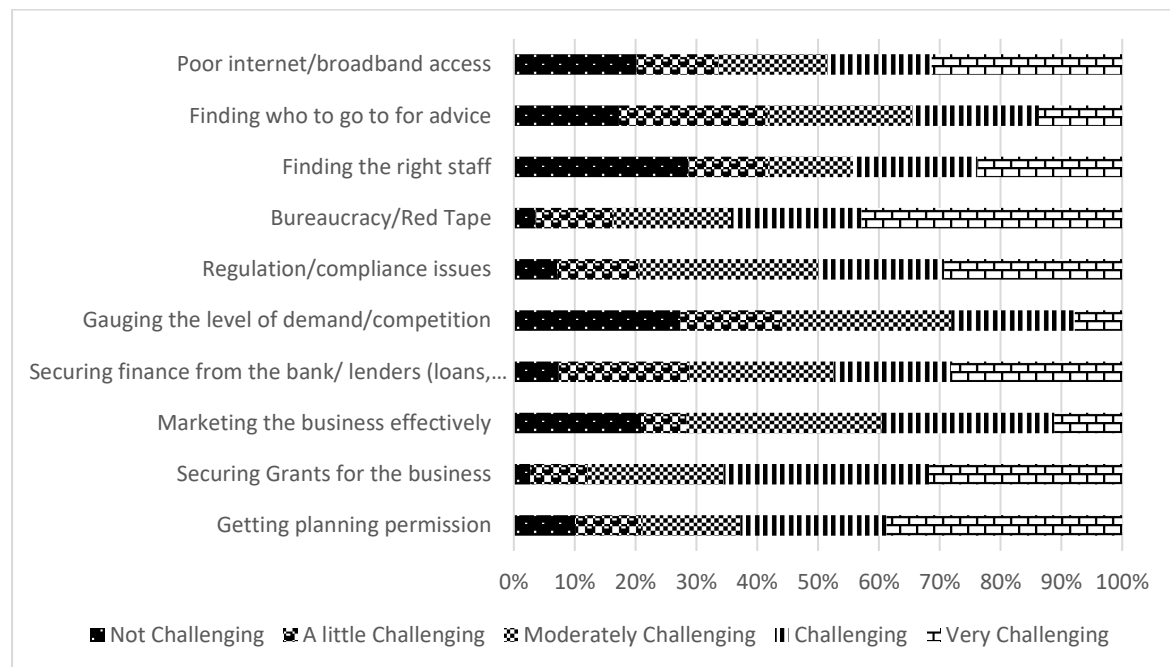 Poor internet/broadband access
Finding who to go to for advice
Finding the right staff
Bureaucracy/Red Tape
Regulation/compliance issues
Gauging the level of demand/competition
Securing finance from the bank/ lenders (loans,...
Marketing the business effectively
Securing Grants for the business
Getting planning permission
0% 10% 20% 30% 40% 50% 60% 70% 80% 90% 100%
Not Challenging A little Challenging Moderately Challenging Challenging Very Challenging